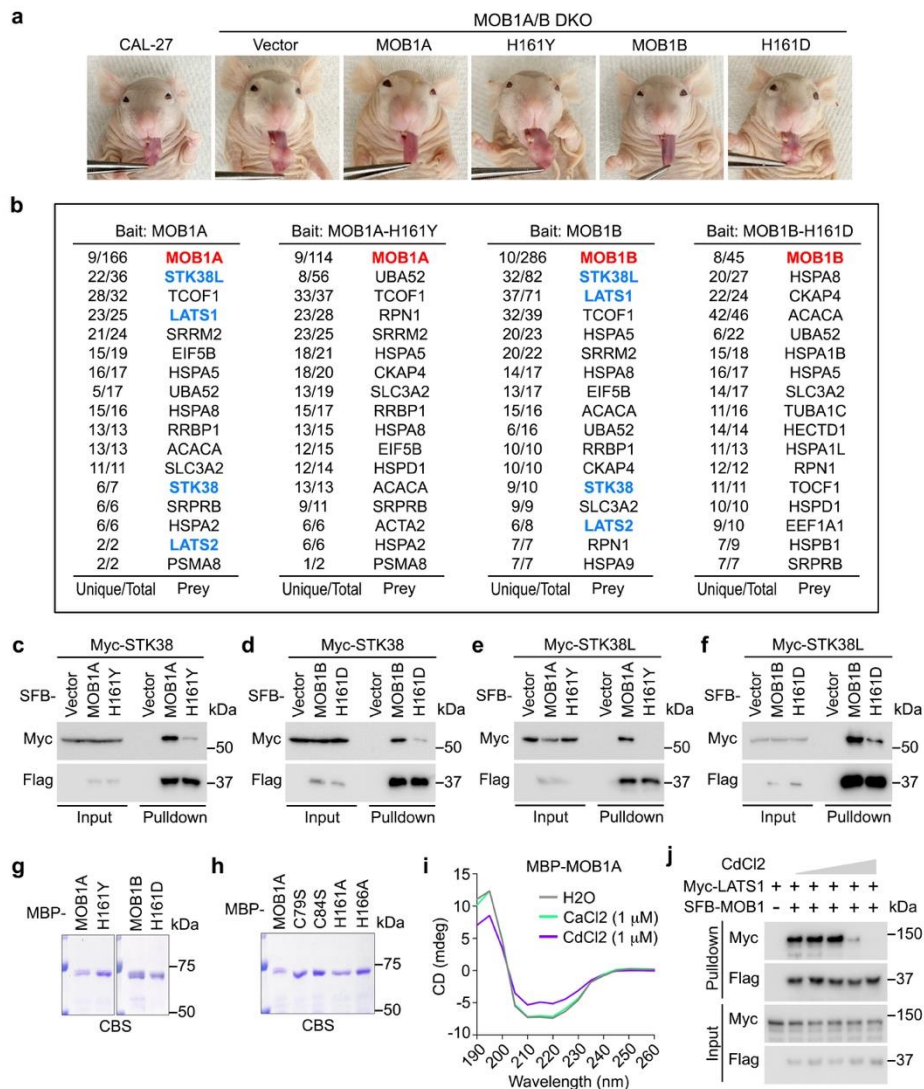 a
MOB1A/B DKO
CAL-27 Vector MOB1A H161Y MOB1B H161D
b
Bait: MOB1A Bait: MOB1A-H161Y Bait: MOB1B Bait: MOB1B-H161D
9/166 MOB1A 9/114 MOB1A 10/286 MOB1B 8/45 MOB1B
22/36 STK38L 8/56 UBA52 32/82 STK38L 20/27 HSPA8
28/32 TCOF1 33/37 TCOF1 37/71 LATS1 22/24 CKAP4
23/25 LATS1 23/28 RPN1 32/39 TCOF1 42/46 ACACA
21/24 SRRM2 23/25 SRRM2 20/23 HSPA5 6/22 UBA52
15/19 EIF5B 18/21 HSPA5 20/22 SRRM2 15/18 HSPA1B
16/17 HSPA5 18/20 CKAP4 14/17 HSPA8 16/17 HSPA5
5/17 UBA52 13/19 SLC3A2 13/17 EIF5B 14/17 SLC3A2
15/16 HSPA8 15/17 RRBP1 15/16 ACACA 11/16 TUBA1C
13/13 RRBP1 13/15 HSPA8 6/16 UBA52 14/14 HECTD1
13/13 ACACA 12/15 EIF5B 10/10 RRBP1 11/13 HSPA1L
11/11 SLC3A2 12/14 HSPD1 10/10 CKAP4 12/12 RPN1
6/7 STK38 13/13 ACACA 9/10 STK38 11/11 TOCF1
6/6 SRPRB 9/11 SRPRB 9/9 SLC3A2 10/10 HSPD1
6/6 HSPA2 6/6 ACTA2 6/8 LATS2 9/10 EEF1A1
2/2 LATS2 6/6 HSPA2 7/7 RPN1 7/9 HSPB1
2/2 PSMA8 1/2 PSMA8 7/7 HSPA9 7/7 SRPRB
Unique/Total Prey Unique/Total Prey Unique/Total Prey Unique/Total Prey
c
Myc-STK38
SFB- Vector MOB1A H161Y Vector MOB1A H161Y kDa
Myc 50
Flag 37
Input Pulldown
d
Myc-STK38
SFB- Vector MOB1B H161D Vector MOB1B H161D kDa
Myc 50
Flag 37
Input Pulldown
e
Myc-STK38L
SFB- Vector MOB1A H161Y Vector MOB1A H161Y kDa
Myc 50
Flag 37
Input Pulldown
f
Myc-STK38L
SFB- Vector MOB1B H161D Vector MOB1B H161D kDa
Myc 50
Flag 37
Input Pulldown
g
MBP- MOB1A H161Y MOB1B H161D kDa
75
50
CBS
h
MBP- MOB1A C79S C84S H161A H166A kDa
75
50
CBS
i
MBP-MOB1A
H2O
CaCl2 (1 μM)
CdCl2 (1 μM)
CD (mdeg)
15
10
5
0
-5
-10
190 200 210 220 230 240 250 260
Wavelength (nm)
j
CdCl2
Myc-LATS1 + + + + + +
SFB-MOB1 - + + + + + kDa
Pulldown
Myc 150
Flag 37
Input
Myc 150
Flag 37